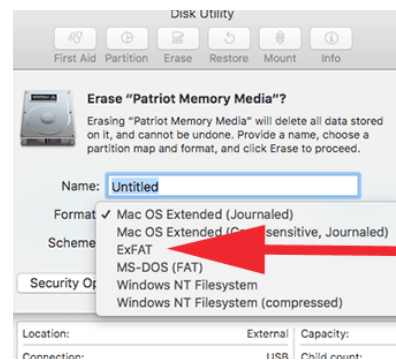 Disk Utility
First Aid Partition Erase Restore Mount Info
Erase “Patriot Memory Media”?
Erasing “Patriot Memory Media” will delete all data stored
on it, and cannot be undone. Provide a name, choose a
partition map and format, and click Erase to proceed.
Name: Untitled
Format ✓ Mac OS Extended (Journaled)
Mac OS Extended sensitive, Journaled)
Scheme
ExFAT
MS-DOS (FAT)
Security Op
Windows NT Filesystem
Windows NT Filesystem (compressed)
Location: External Capacity:
Connection: USB Child count: